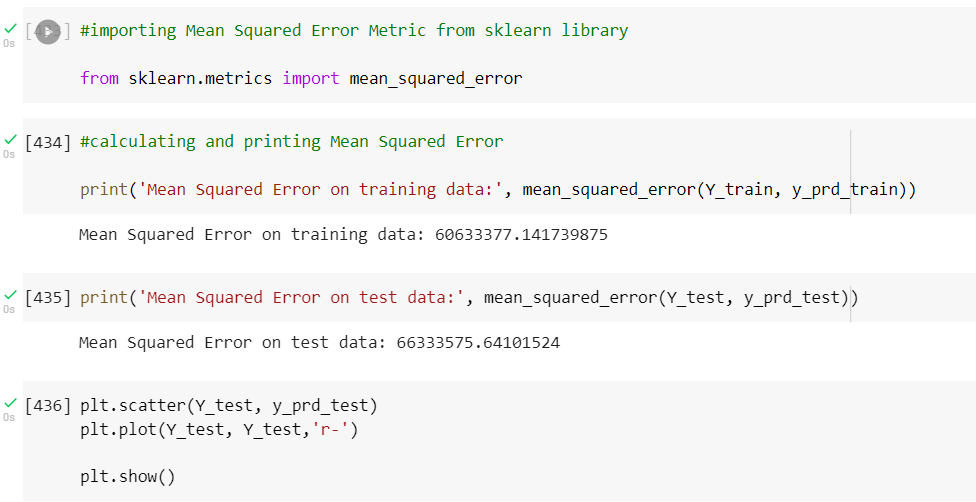 #importing Mean Squared Error Metric from sklearn library
0s
from sklearn.metrics import mean_squared_error
[434] #calculating and printing Mean Squared Error
0s
print('Mean Squared Error on training data:', mean_squared_error(Y_train, y_prd_train))
Mean Squared Error on training data: 60633377.141739875
[435] print('Mean Squared Error on test data:', mean_squared_error(Y_test, y_prd_test))
0s
Mean Squared Error on test data: 66333575.64101524
[436] plt.scatter(Y_test, y_prd_test)
0s
plt.plot(Y_test, Y_test,'r-')
plt.show()